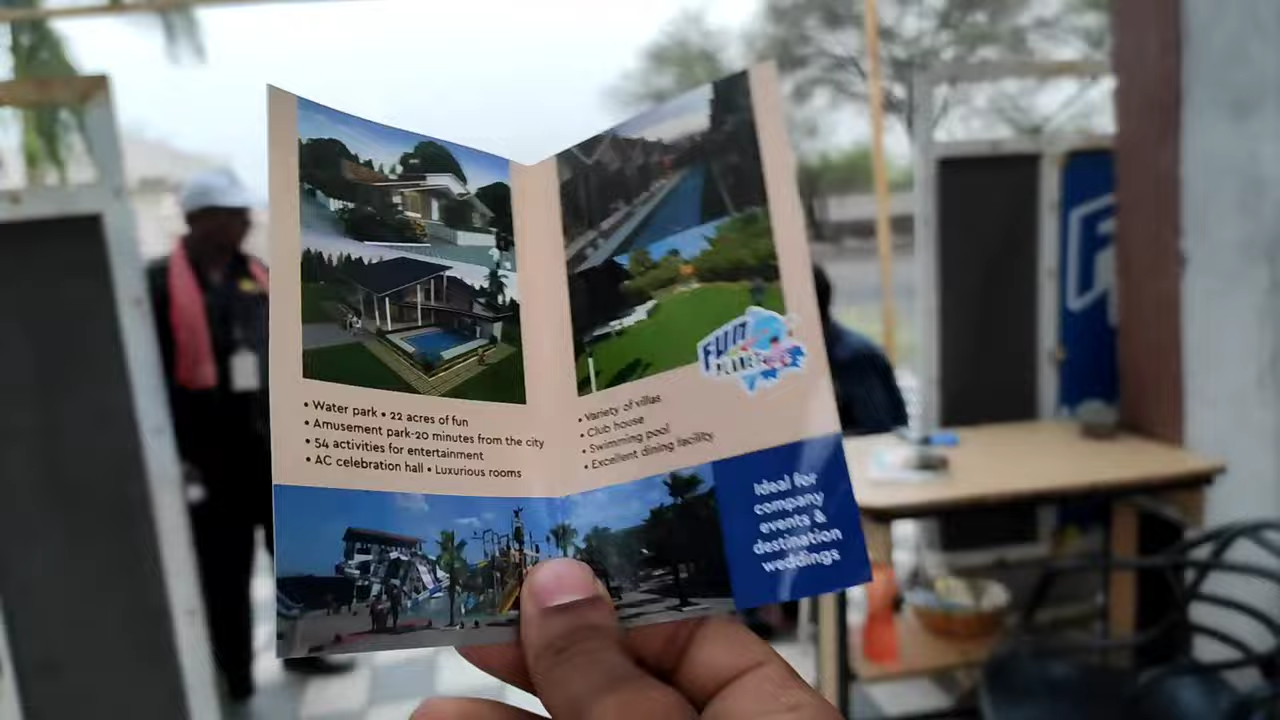 • Water park • 22 acres of fun
• Amusement park-20 minutes from the city
• 54 activities for entertainment
• AC celebration hall • Luxurious rooms
• Variety of villas
• Club house
• Swimming pool
• Excellent dining facility
FUN
PLANET
Ideal for
company
events &
destination
weddings